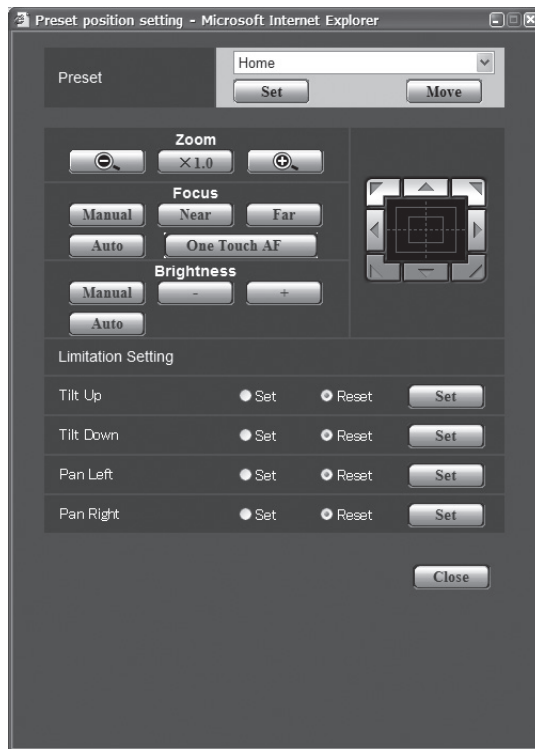 Preset position setting - Microsoft Internet Explorer
Preset
Home
Set Move
Zoom
×1.0
Focus
Manual Near Far
Auto One Touch AF
Brightness
Manual - +
Auto
Limitation Setting
Tilt Up Set Reset Set
Tilt Down Set Reset Set
Pan Left Set Reset Set
Pan Right Set Reset Set
Close